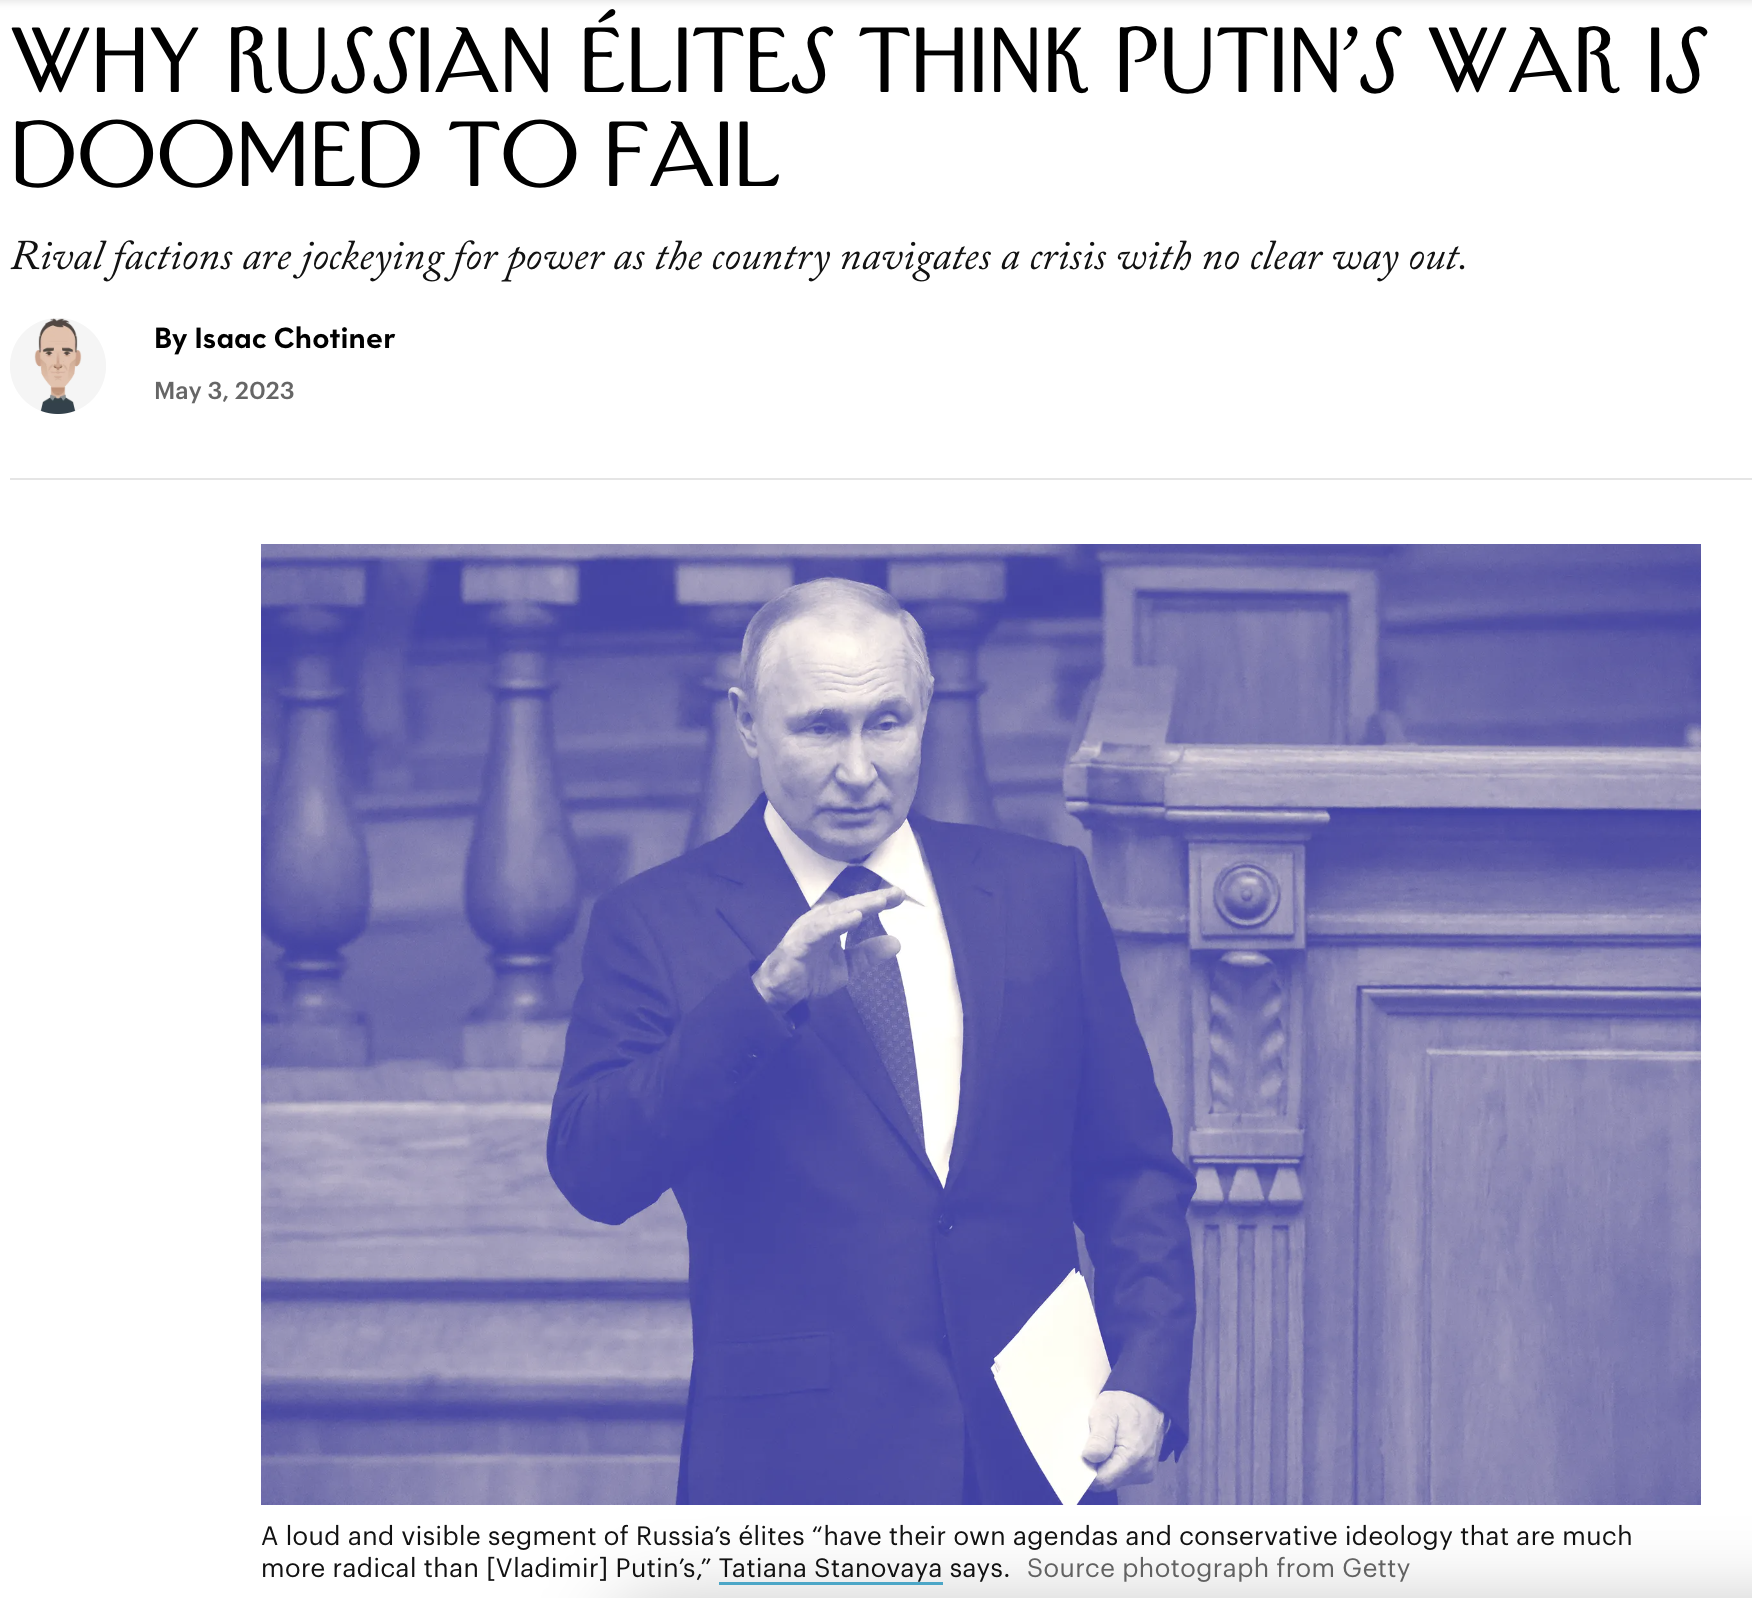 WHY RUSSIAN ÉLITES THINK PUTIN’S WAR IS
DOOMED TO FAIL
Rival factions are jockeying for power as the country navigates a crisis with no clear way out.
By Isaac Chotiner
May 3, 2023
A loud and visible segment of Russia’s élites “have their own agendas and conservative ideology that are much
more radical than [Vladimir] Putin’s,” Tatiana Stanovaya says. Source photograph from Getty